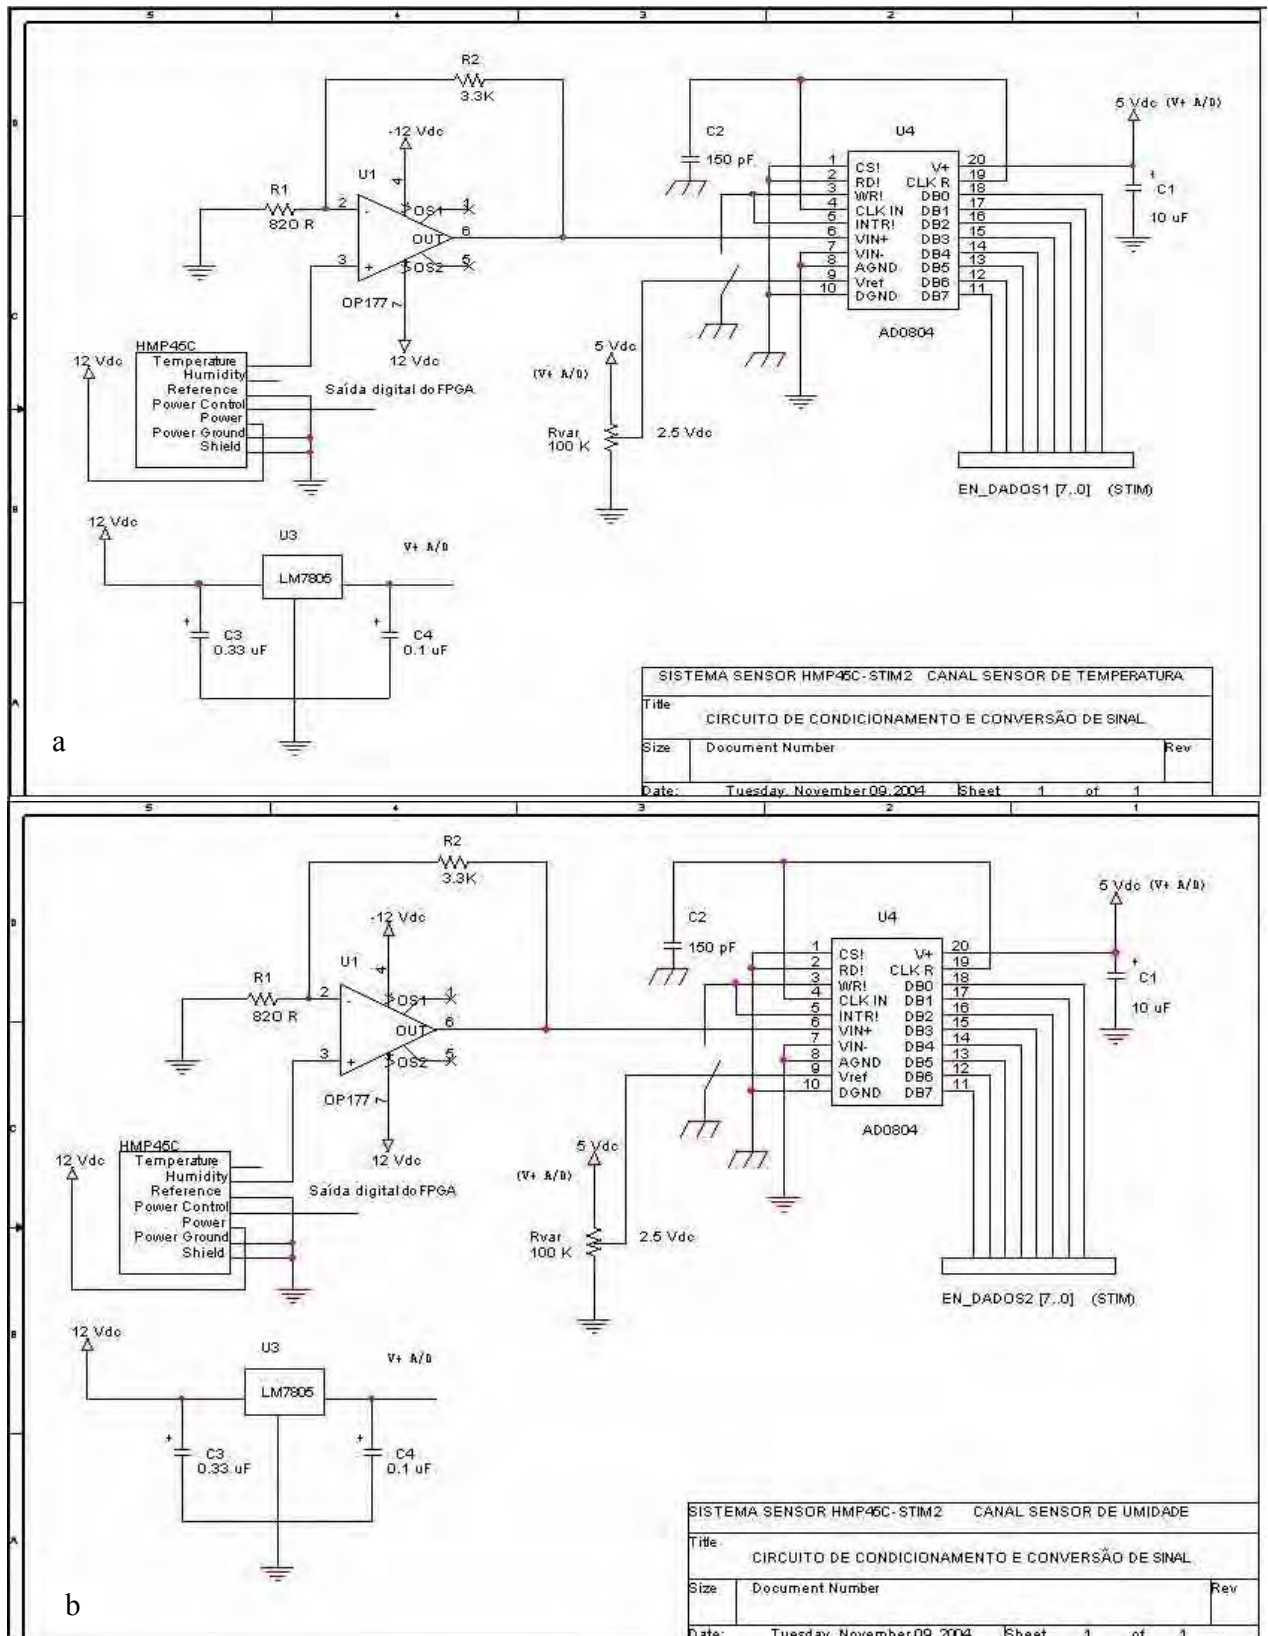 5 4 3 2 1
R2
3.3K
-12 Vdc
4
U1
R1
820 R
2
-
OS1
1
OUT
6
3
+
OS2
5
OP177
7
12 Vdc
C2
150 pF
U4
1 CS! V+ 20
2 RD! CLK R 19
3 WR! DB0 18
4 CLK IN DB1 17
5 INTR! DB2 16
6 VIN+ DB3 15
7 VIN- DB4 14
8 AGND DB5 13
9 Vref DB6 12
10 DGND DB7 11
AD0804
5 Vdc (V+ A/D)
+
C1
10 uF
HMP45C
12 Vdc
Temperature
Humidity
Reference
Power Control
Power
Power Ground
Shield
Saída digital do FPGA
5 Vdc
(V+ A/D)
Rvar
100 K
2.5 Vdc
EN_DADOS1 [7..0] (STIM)
12 Vdc
U3
LM7805
V+ A/D
+
C3
0.33 uF
+
C4
0.1 uF
D
C
B
A
a
SISTEMA SENSOR HMP45C-STIM2 CANAL SENSOR DE TEMPERATURA
Title
CIRCUITO DE CONDICIONAMENTO E CONVERSÃO DE SINAL
Size Document Number Rev
Date: Tuesday, November 09, 2004 Sheet 1 of 1
5 4 3 2 1
R2
3.3K
-12 Vdc
4
U1
R1
820 R
2
-
OS1
1
OUT
6
3
+
OS2
5
OP177
7
12 Vdc
C2
150 pF
U4
1 CS! V+ 20
2 RD! CLK R 19
3 WR! DB0 18
4 CLK IN DB1 17
5 INTR! DB2 16
6 VIN+ DB3 15
7 VIN- DB4 14
8 AGND DB5 13
9 Vref DB6 12
10 DGND DB7 11
AD0804
5 Vdc (V+ A/D)
+
C1
10 uF
HMP45C
12 Vdc
Temperature
Humidity
Reference
Power Control
Power
Power Ground
Shield
Saída digital do FPGA
5 Vdc
(V+ A/D)
Rvar
100 K
2.5 Vdc
EN_DADOS2 [7..0] (STIM)
12 Vdc
U3
LM7805
V+ A/D
+
C3
0.33 uF
+
C4
0.1 uF
D
C
B
A
b
SISTEMA SENSOR HMP45C-STIM2 CANAL SENSOR DE UMIDADE
Title
CIRCUITO DE CONDICIONAMENTO E CONVERSÃO DE SINAL
Size Document Number Rev
Date: Tuesday, November 09, 2004 Sheet 1 of 1